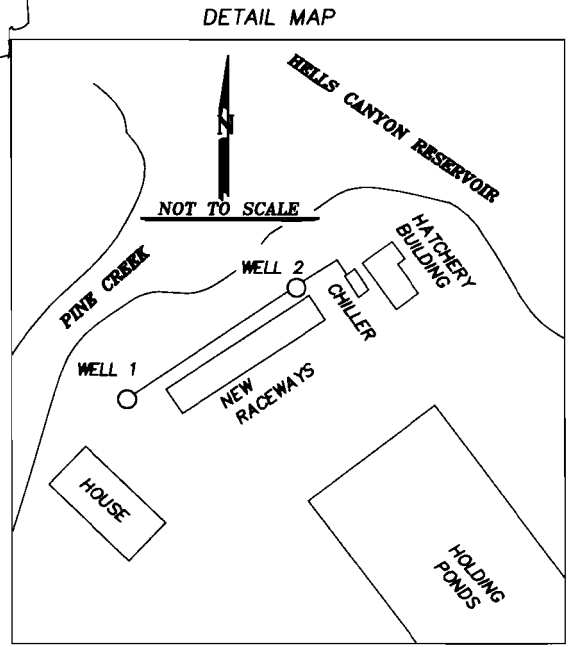 DETAIL MAP
HELLS CANYON RESERVOIR
N
NOT TO SCALE
PINE CREEK
WELL 2
HATCHERY
BUILDING
CHILLER
WELL 1
NEW
RACEWAYS
HOUSE
HOLDING
PONDS